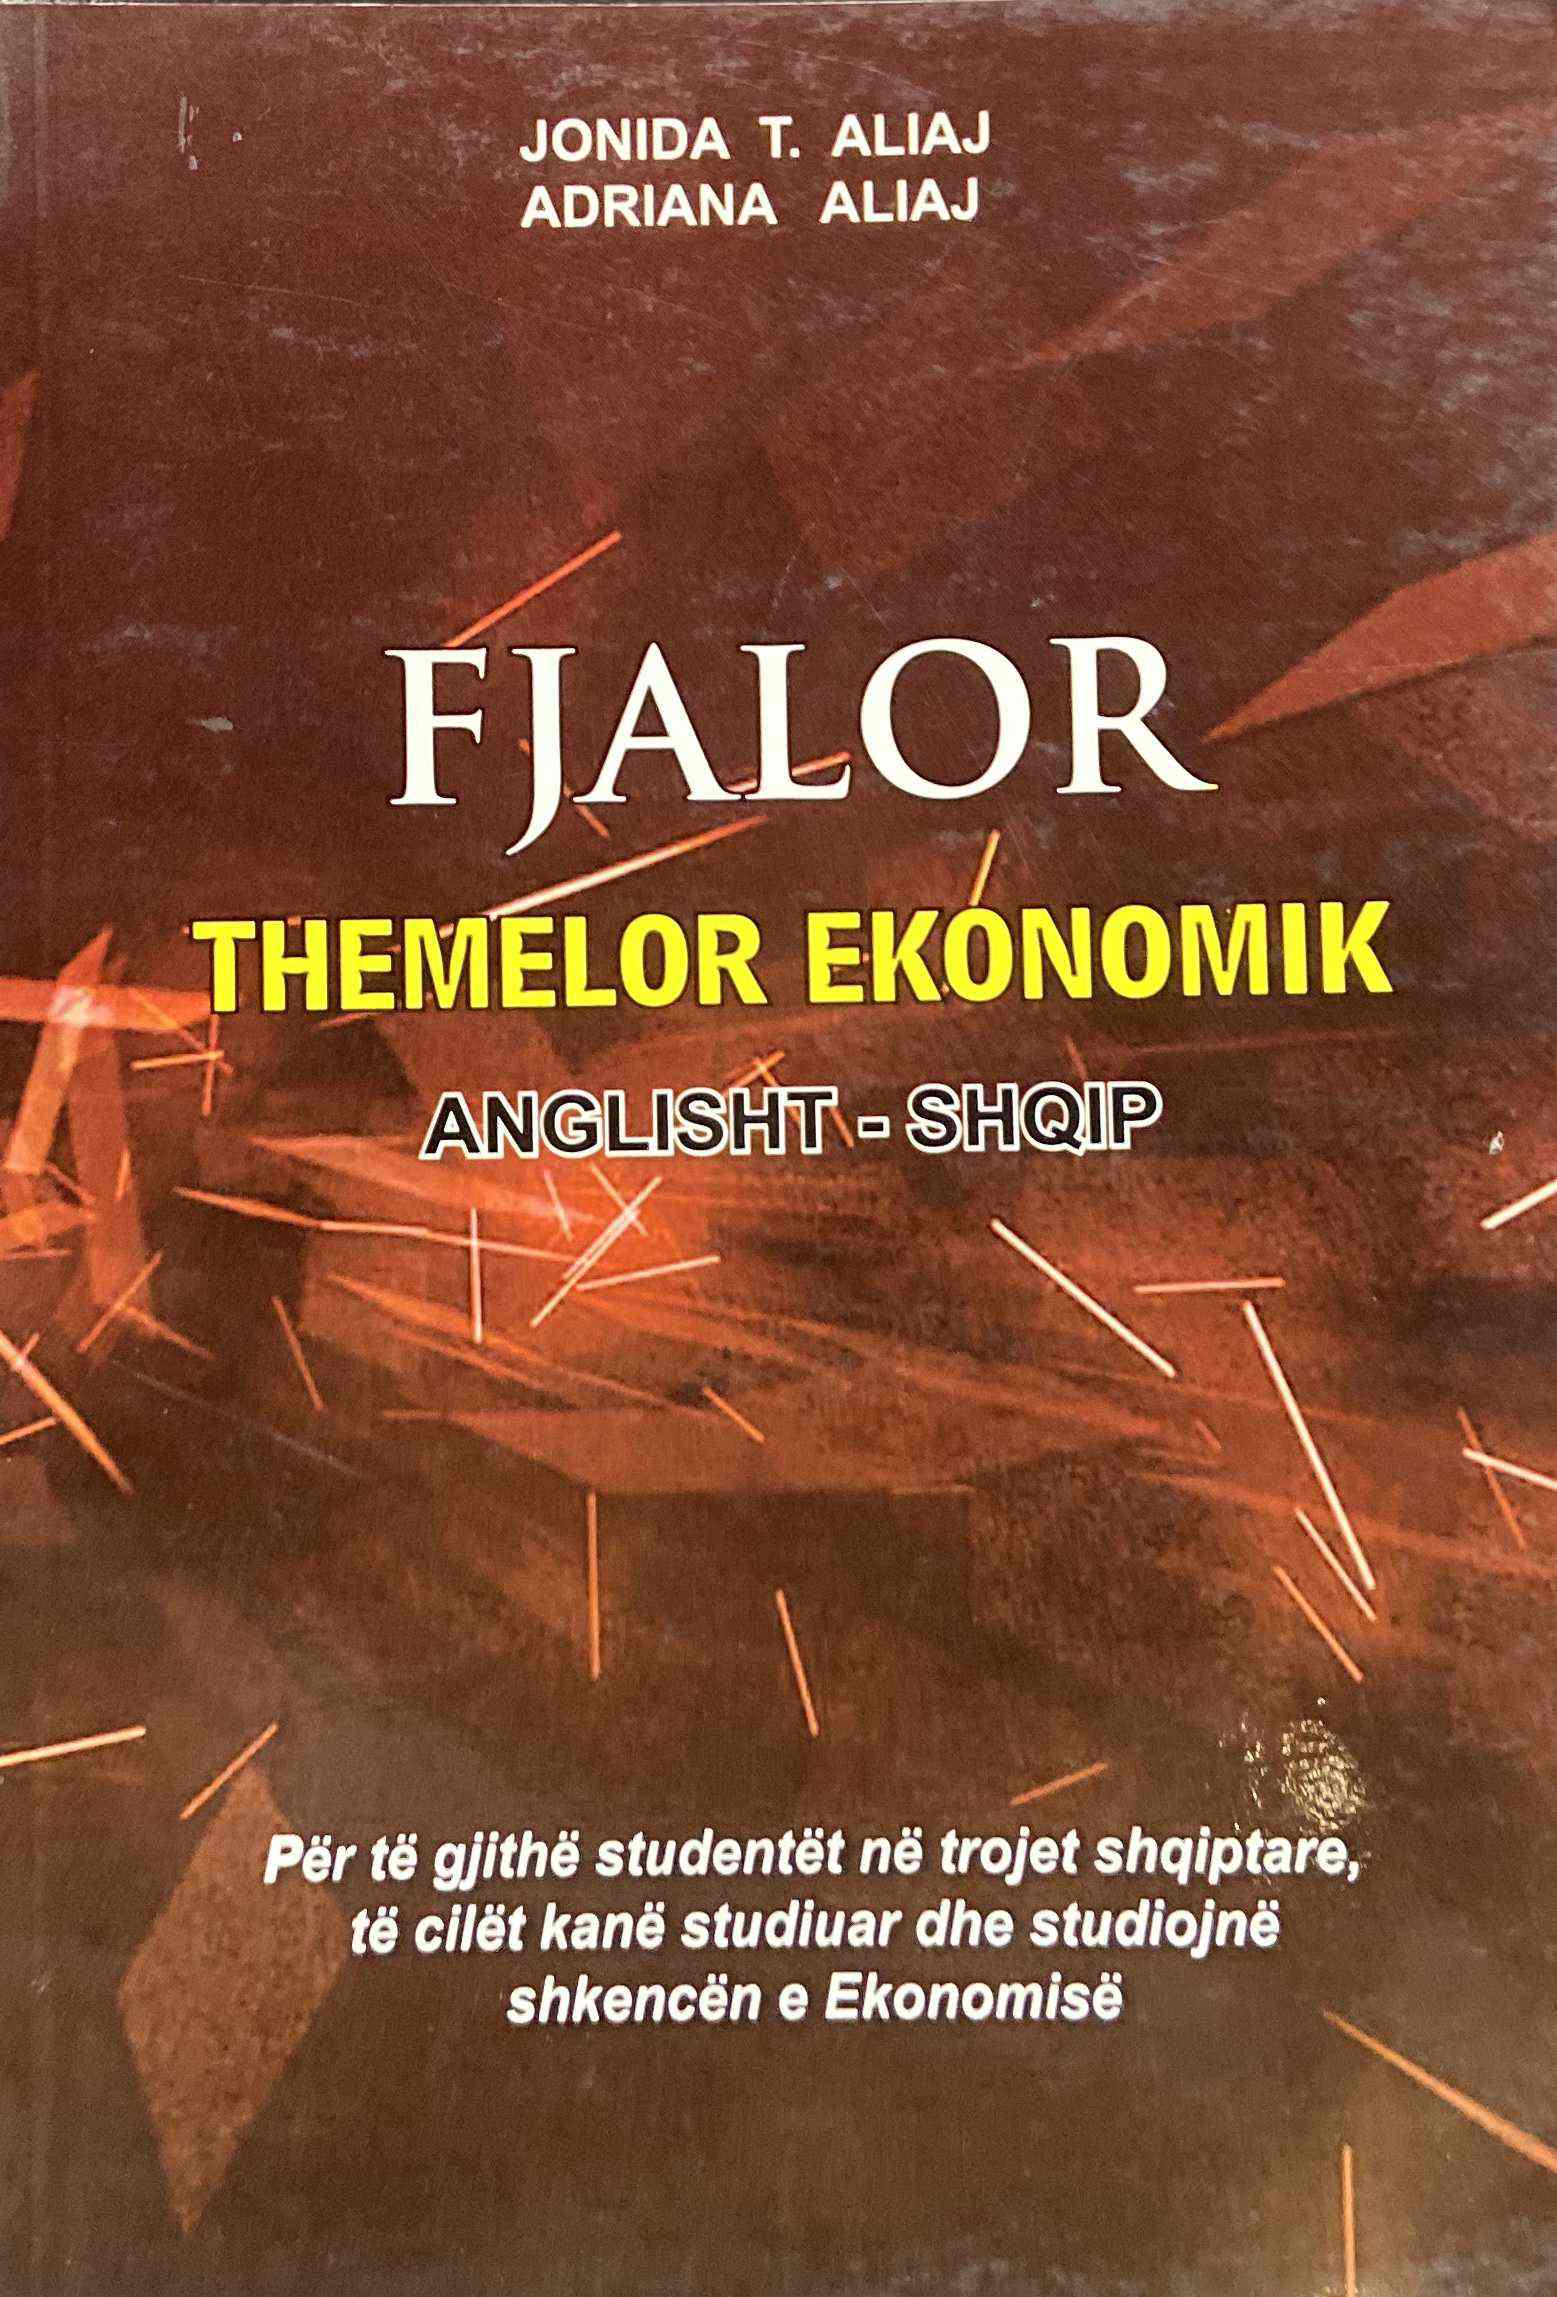 JONIDA T. ALIAJ
ADRIANA ALIAJ
FJALOR
THEMELOR EKONOMIK
ANGLISHT - SHQIP
Për të gjithë studentët në trojet shqiptare,
të cilët kanë studiuar dhe studiojnë
shkencën e Ekonomisë